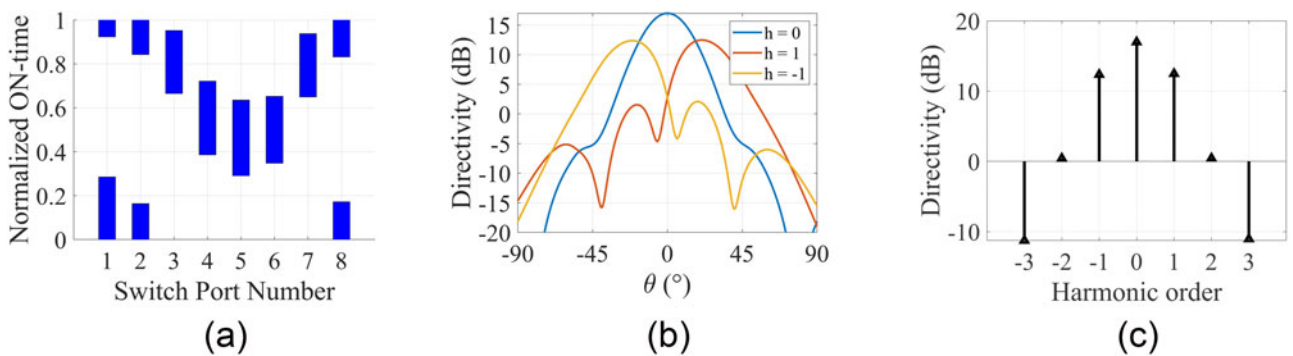 Normalized ON-time
1
0.8
0.6
0.4
0.2
0
1 2 3 4 5 6 7 8
Switch Port Number
(a)
Directivity (dB)
15
10
5
0
-5
-10
-15
-20
-90 -45 0 45 90
θ (°)
h = 0
h = 1
h = -1
(b)
Directivity (dB)
20
10
0
-10
-3 -2 -1 0 1 2 3
Harmonic order
(c)